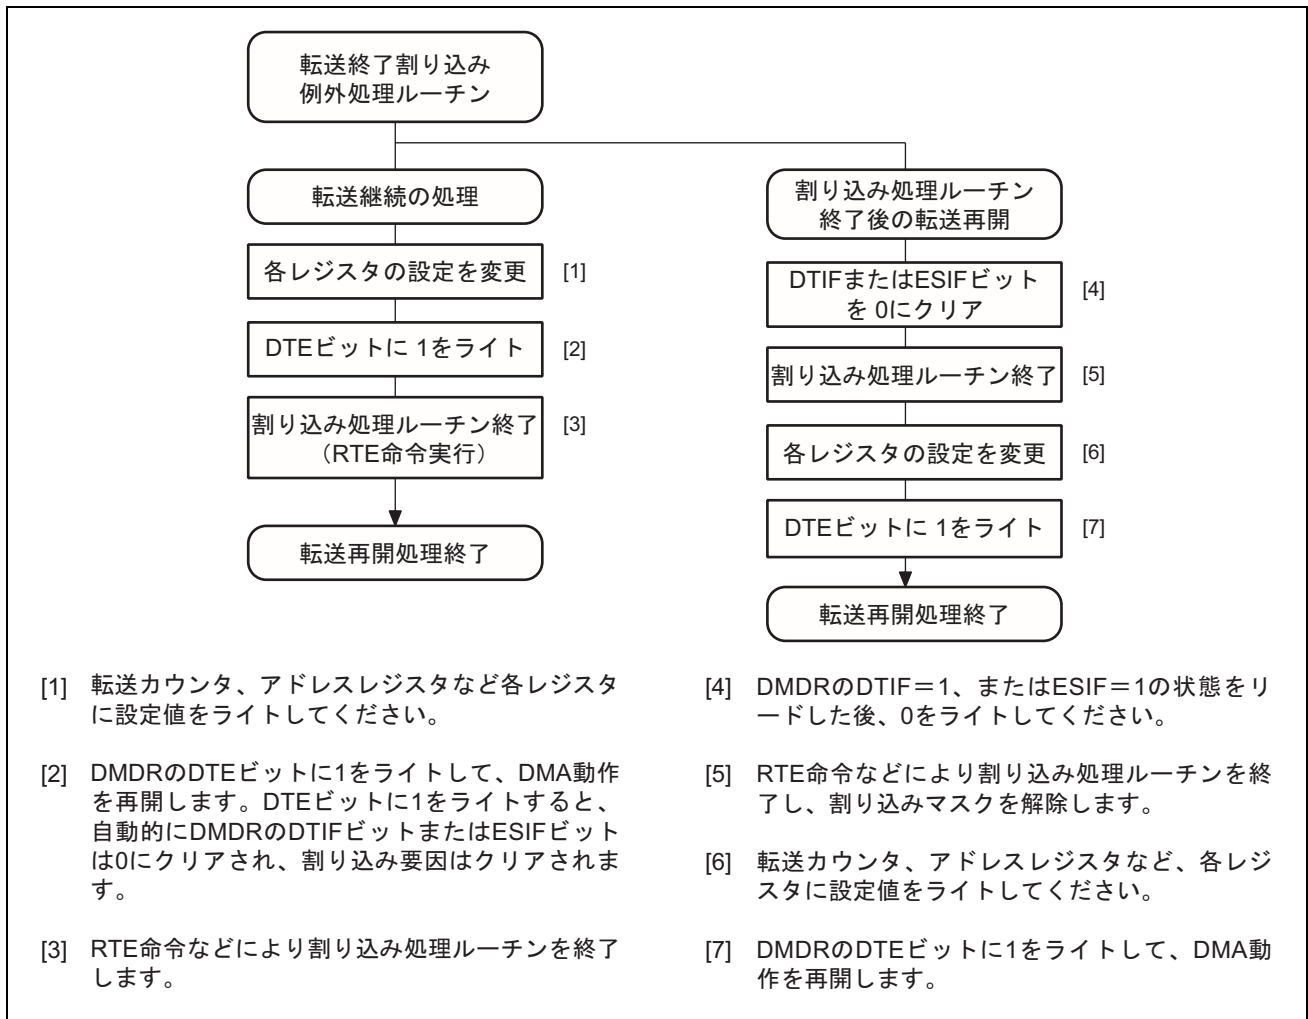 転送終了割り込み
例外処理ルーチン
転送継続の処理
各レジスタの設定を変更 [1]
DTEビットに 1をライト [2]
割り込み処理ルーチン終了 [3]
（RTE命令実行）
転送再開処理終了
割り込み処理ルーチン
終了後の転送再開
DTIFまたはESIFビット
を 0にクリア [4]
割り込み処理ルーチン終了 [5]
各レジスタの設定を変更 [6]
DTEビットに 1をライト [7]
転送再開処理終了
[1] 転送カウンタ、アドレスレジスタなど各レジスタ
に設定値をライトしてください。
[2] DMDRのDTEビットに1をライトして、DMA動作
を再開します。DTEビットに1をライトすると、
自動的にDMDRのDTIFビットまたはESIFビット
は0にクリアされ、割り込み要因はクリアされま
す。
[3] RTE命令などにより割り込み処理ルーチンを終了
します。
[4] DMDRのDTIF＝1、またはESIF＝1の状態をリ
ードした後、0をライトしてください。
[5] RTE命令などにより割り込み処理ルーチンを終
了し、割り込みマスクを解除します。
[6] 転送カウンタ、アドレスレジスタなど、各レジ
スタに設定値をライトしてください。
[7] DMDRのDTEビットに1をライトして、DMA動
作を再開します。